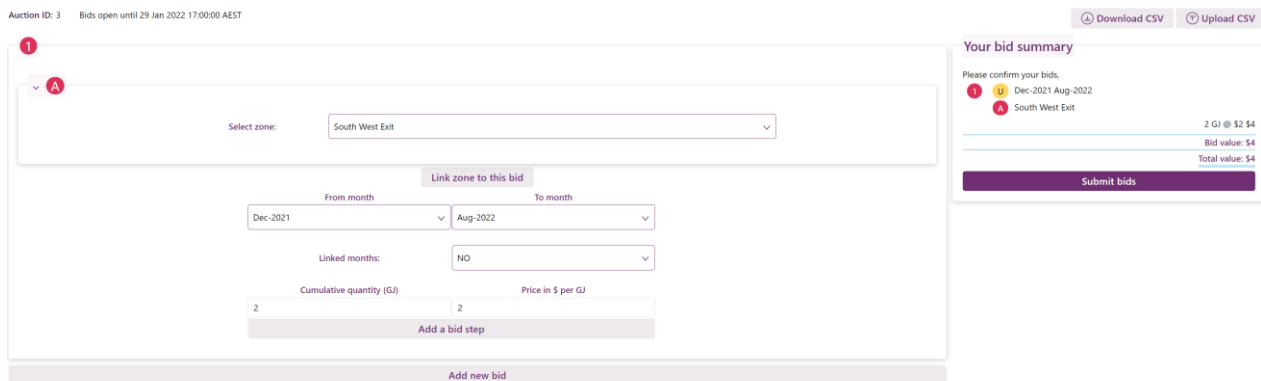 Auction ID: 3 Bids open until 29 Jan 2022 17:00:00 AEST
Download CSV Upload CSV
1
A
Select zone: South West Exit
Link zone to this bid
From month To month
Dec-2021 Aug-2022
Linked months: NO
Cumulative quantity (GJ) Price in $ per GJ
2 2
Add a bid step
Add new bid
Your bid summary
Please confirm your bids,
1 U Dec-2021 Aug-2022
A South West Exit
2 GJ @ $2 $4
Bid value: $4
Total value: $4
Submit bids